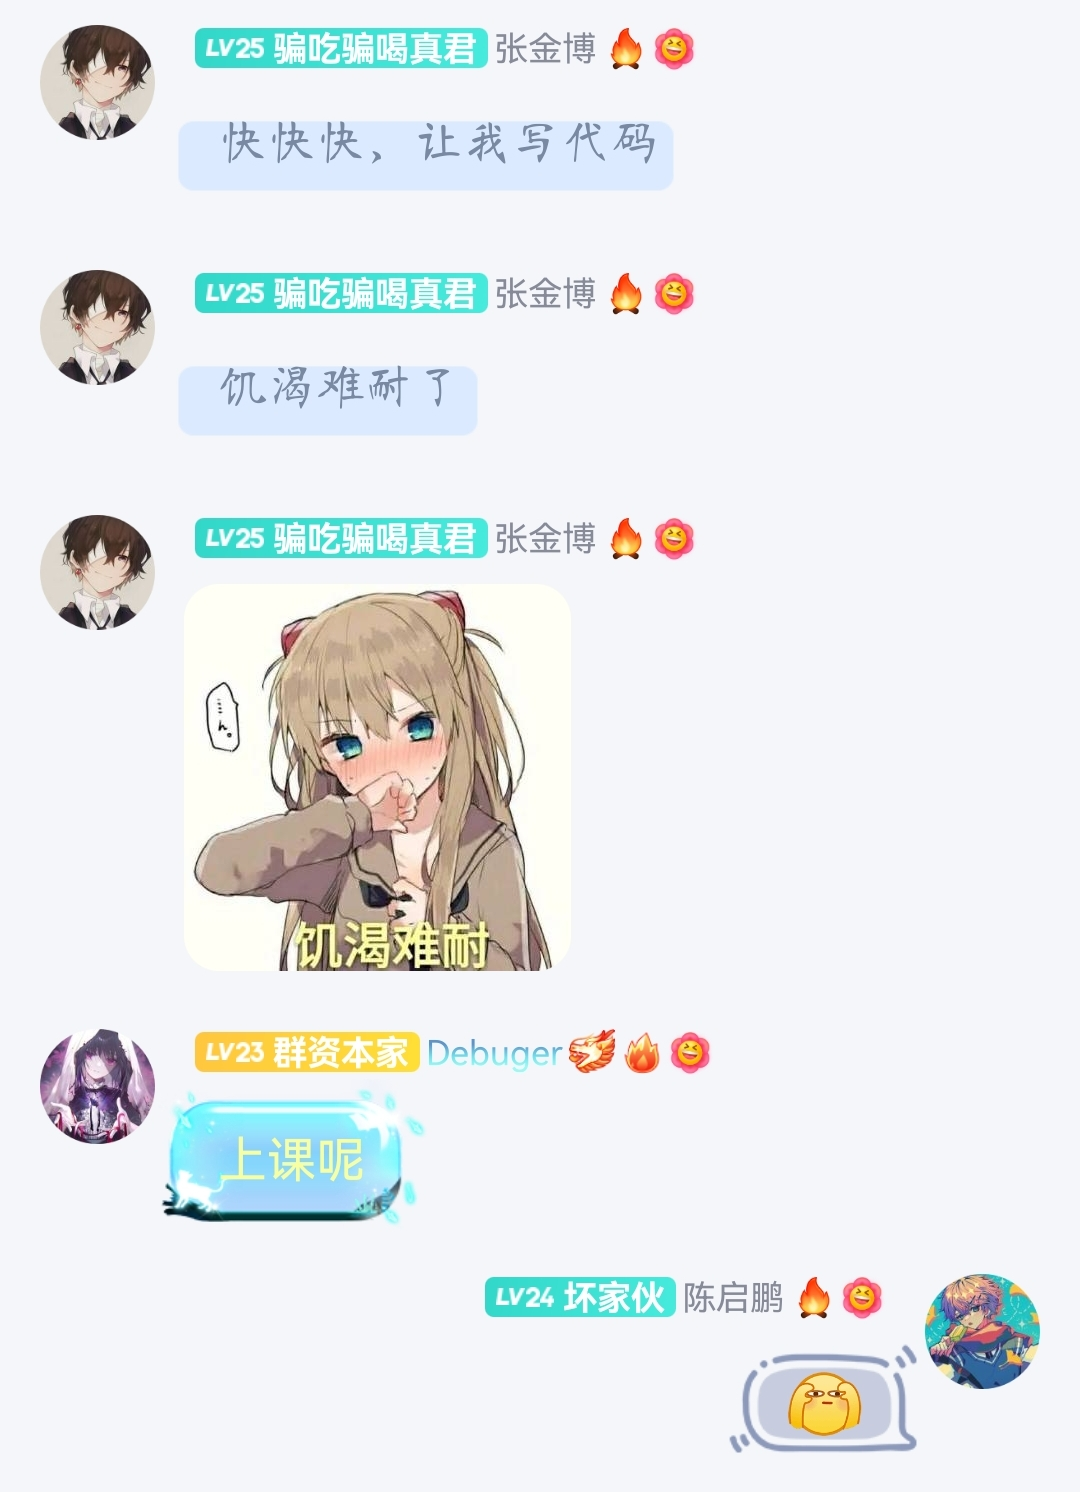 LV25 骗吃骗喝真君 张金博
快快快，让我写代码
LV25 骗吃骗喝真君 张金博
饥渴难耐了
LV25 骗吃骗喝真君 张金博
ん。
饥渴难耐
LV23 群资本家 Debuger
上课呢
LV24 坏家伙 陈启鹏